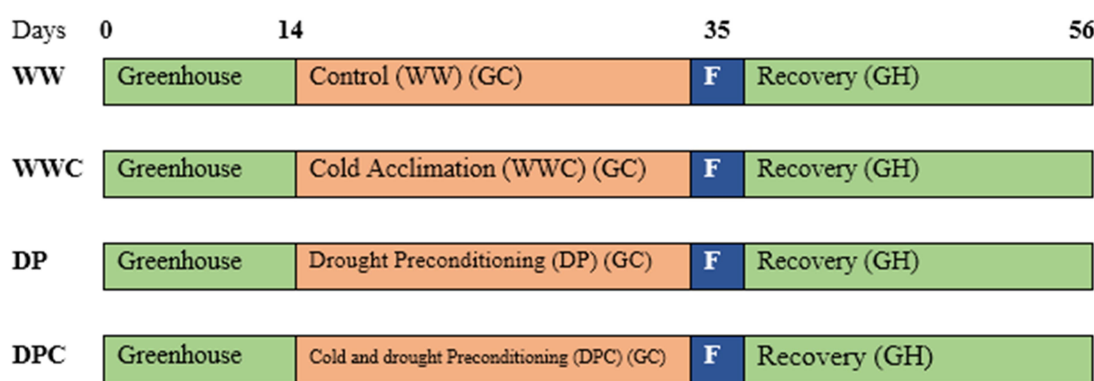 Days 0 14 35 56
WW Greenhouse Control (WW) (GC) F Recovery (GH)
WWC Greenhouse Cold Acclimation (WWC) (GC) F Recovery (GH)
DP Greenhouse Drought Preconditioning (DP) (GC) F Recovery (GH)
DPC Greenhouse Cold and drought Preconditioning (DPC) (GC) F Recovery (GH)